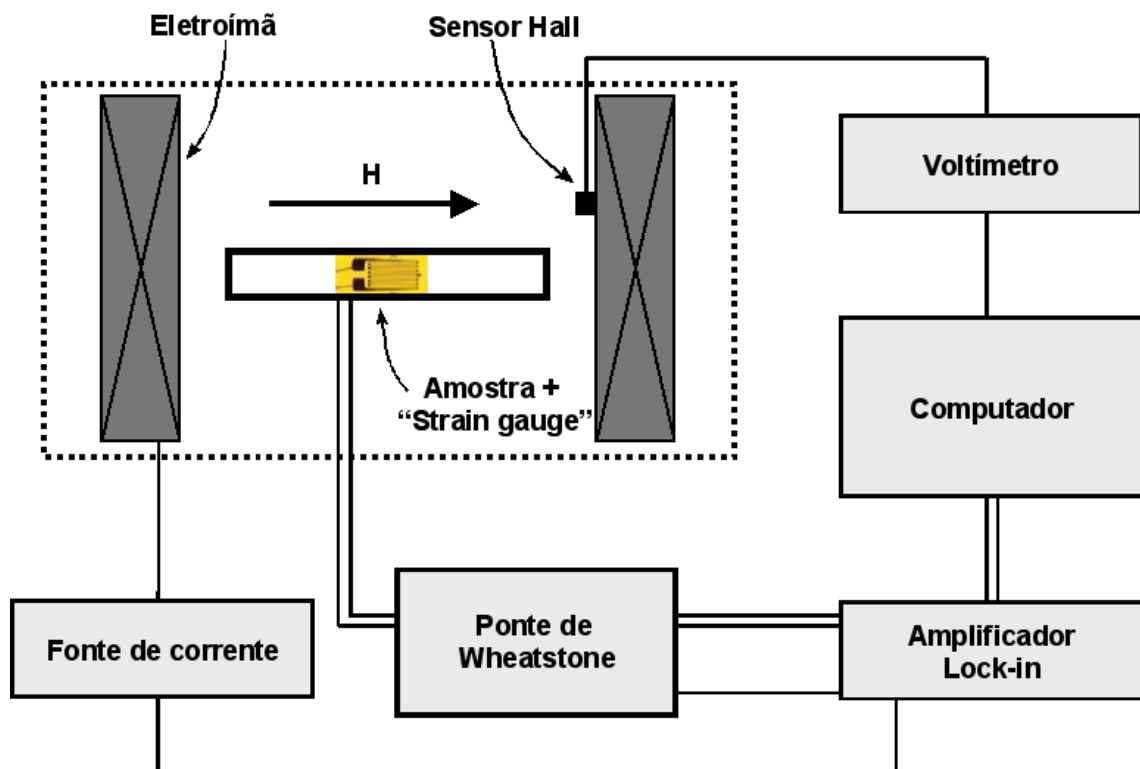 Eletroímã
Sensor Hall
Voltímetro
H
Amostra +
“Strain gauge”
Computador
Fonte de corrente
Ponte de
Wheatstone
Amplificador
Lock-in